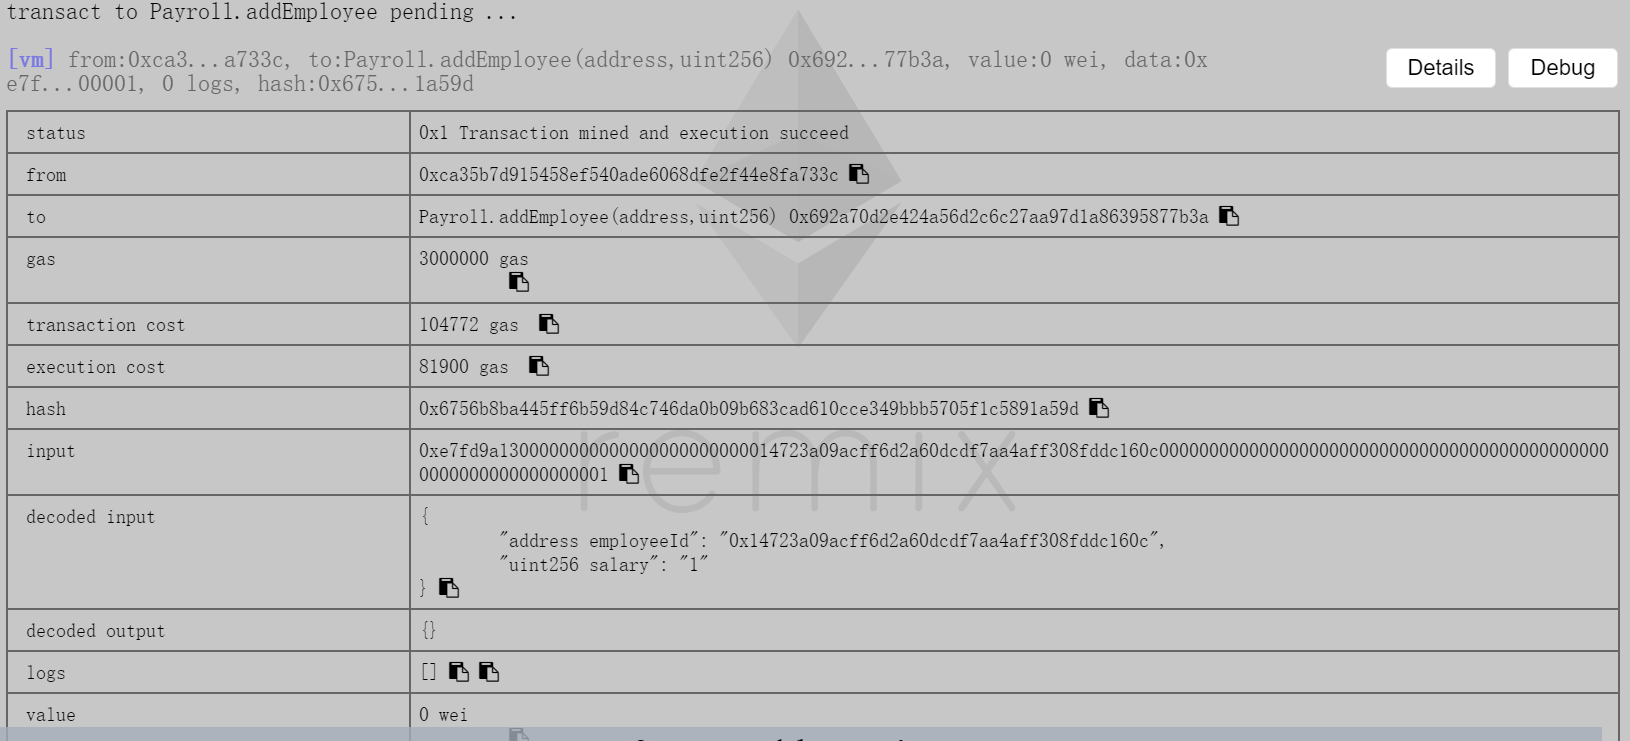 transact to Payroll.addEmployee pending ...
[vm] from:0xca3...a733c, to:Payroll.addEmployee(address,uint256) 0x692...77b3a, value:0 wei, data:0x
e7f...00001, 0 logs, hash:0x675...1a59d
Details
Debug
status 0x1 Transaction mined and execution succeed
from 0xca35b7d915458ef540ade6068dfe2f44e8fa733c
to Payroll.addEmployee(address,uint256) 0x692a70d2e424a56d2c6c27aa97d1a86395877b3a
gas 3000000 gas
transaction cost 104772 gas
execution cost 81900 gas
hash 0x6756b8ba445ff6b59d84c746da0b09b683cad610cce349bbb5705f1c5891a59d
input 0xe7fd9a1300000000000000000000000014723a09acff6d2a60dcdf7aa4aff308fddc160c000000000000000000000000000000000000000000000
0000000000000000001
decoded input {
"address employeeId": "0x14723a09acff6d2a60dcdf7aa4aff308fddc160c",
"uint256 salary": "1"
}
decoded output {}
logs []
value 0 wei
remix